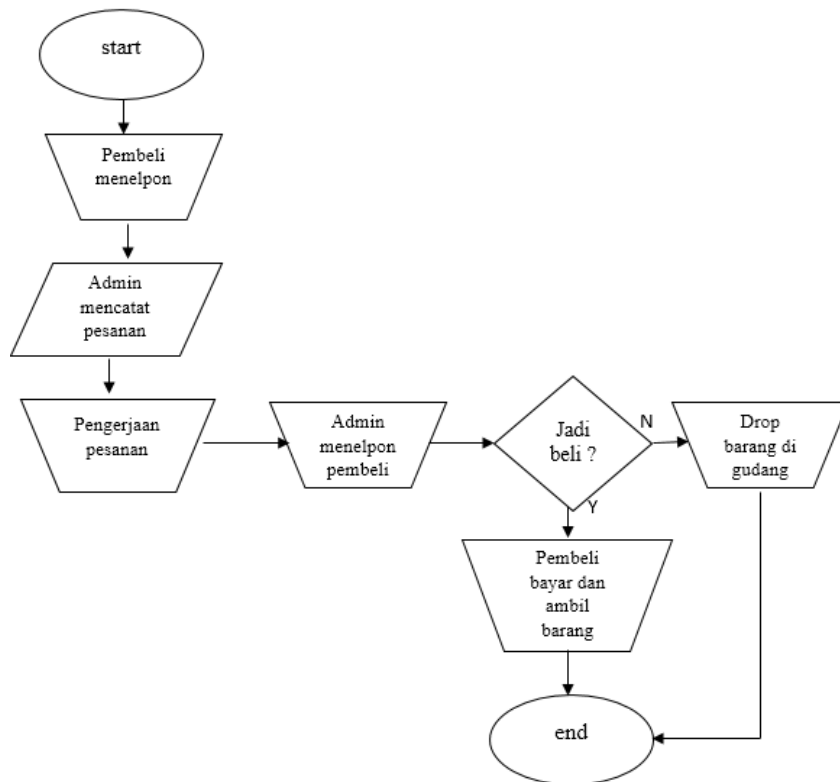 start
Pembeli
menelpon
Admin
mencatat
pesanan
Pengerjaan
pesanan
Admin
menelpon
pembeli
Jadi
beli ?
N
Drop
barang di
gudang
Y
Pembeli
bayar dan
ambil
barang
end